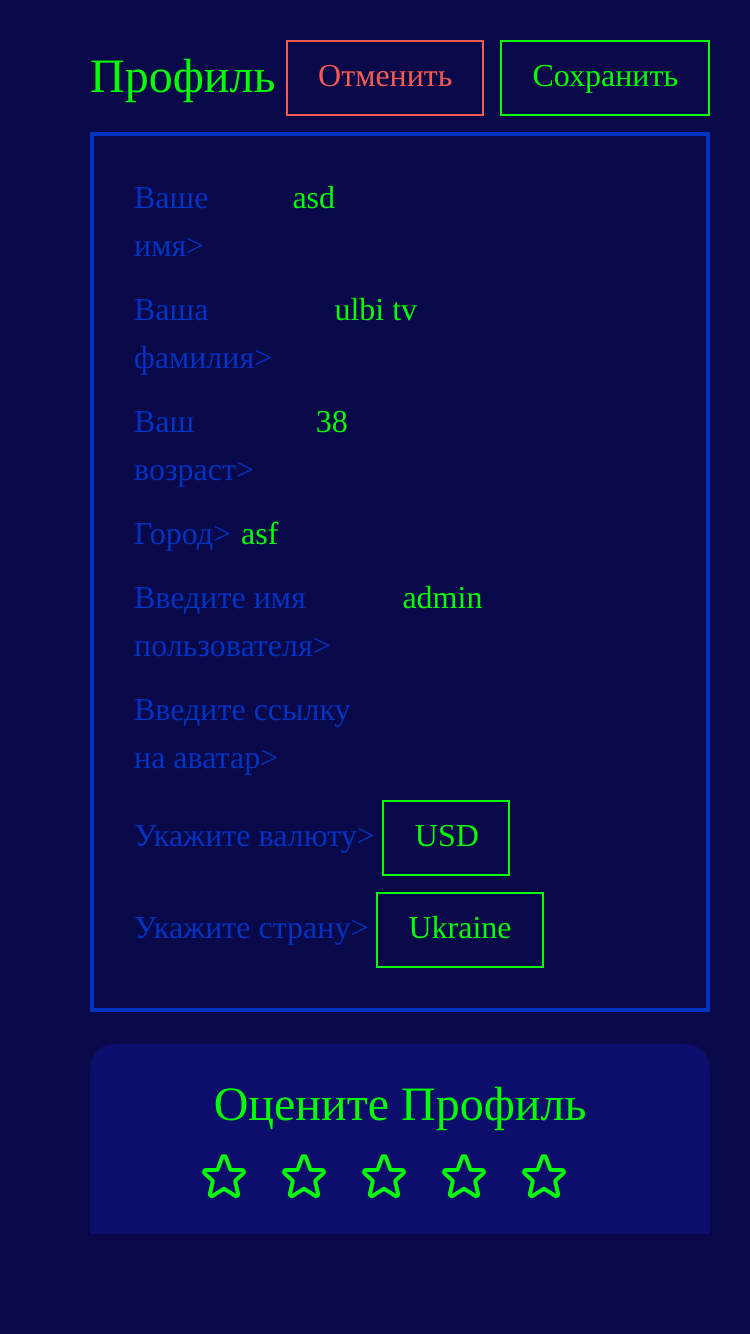 Профиль Отменить Сохранить
Ваше asd
имя>
Ваша ulbi tv
фамилия>
Ваш 38
возраст>
Город> asf
Введите имя admin
пользователя>
Введите ссылку
на аватар>
Укажите валюту> USD
Укажите страну> Ukraine
Оцените Профиль